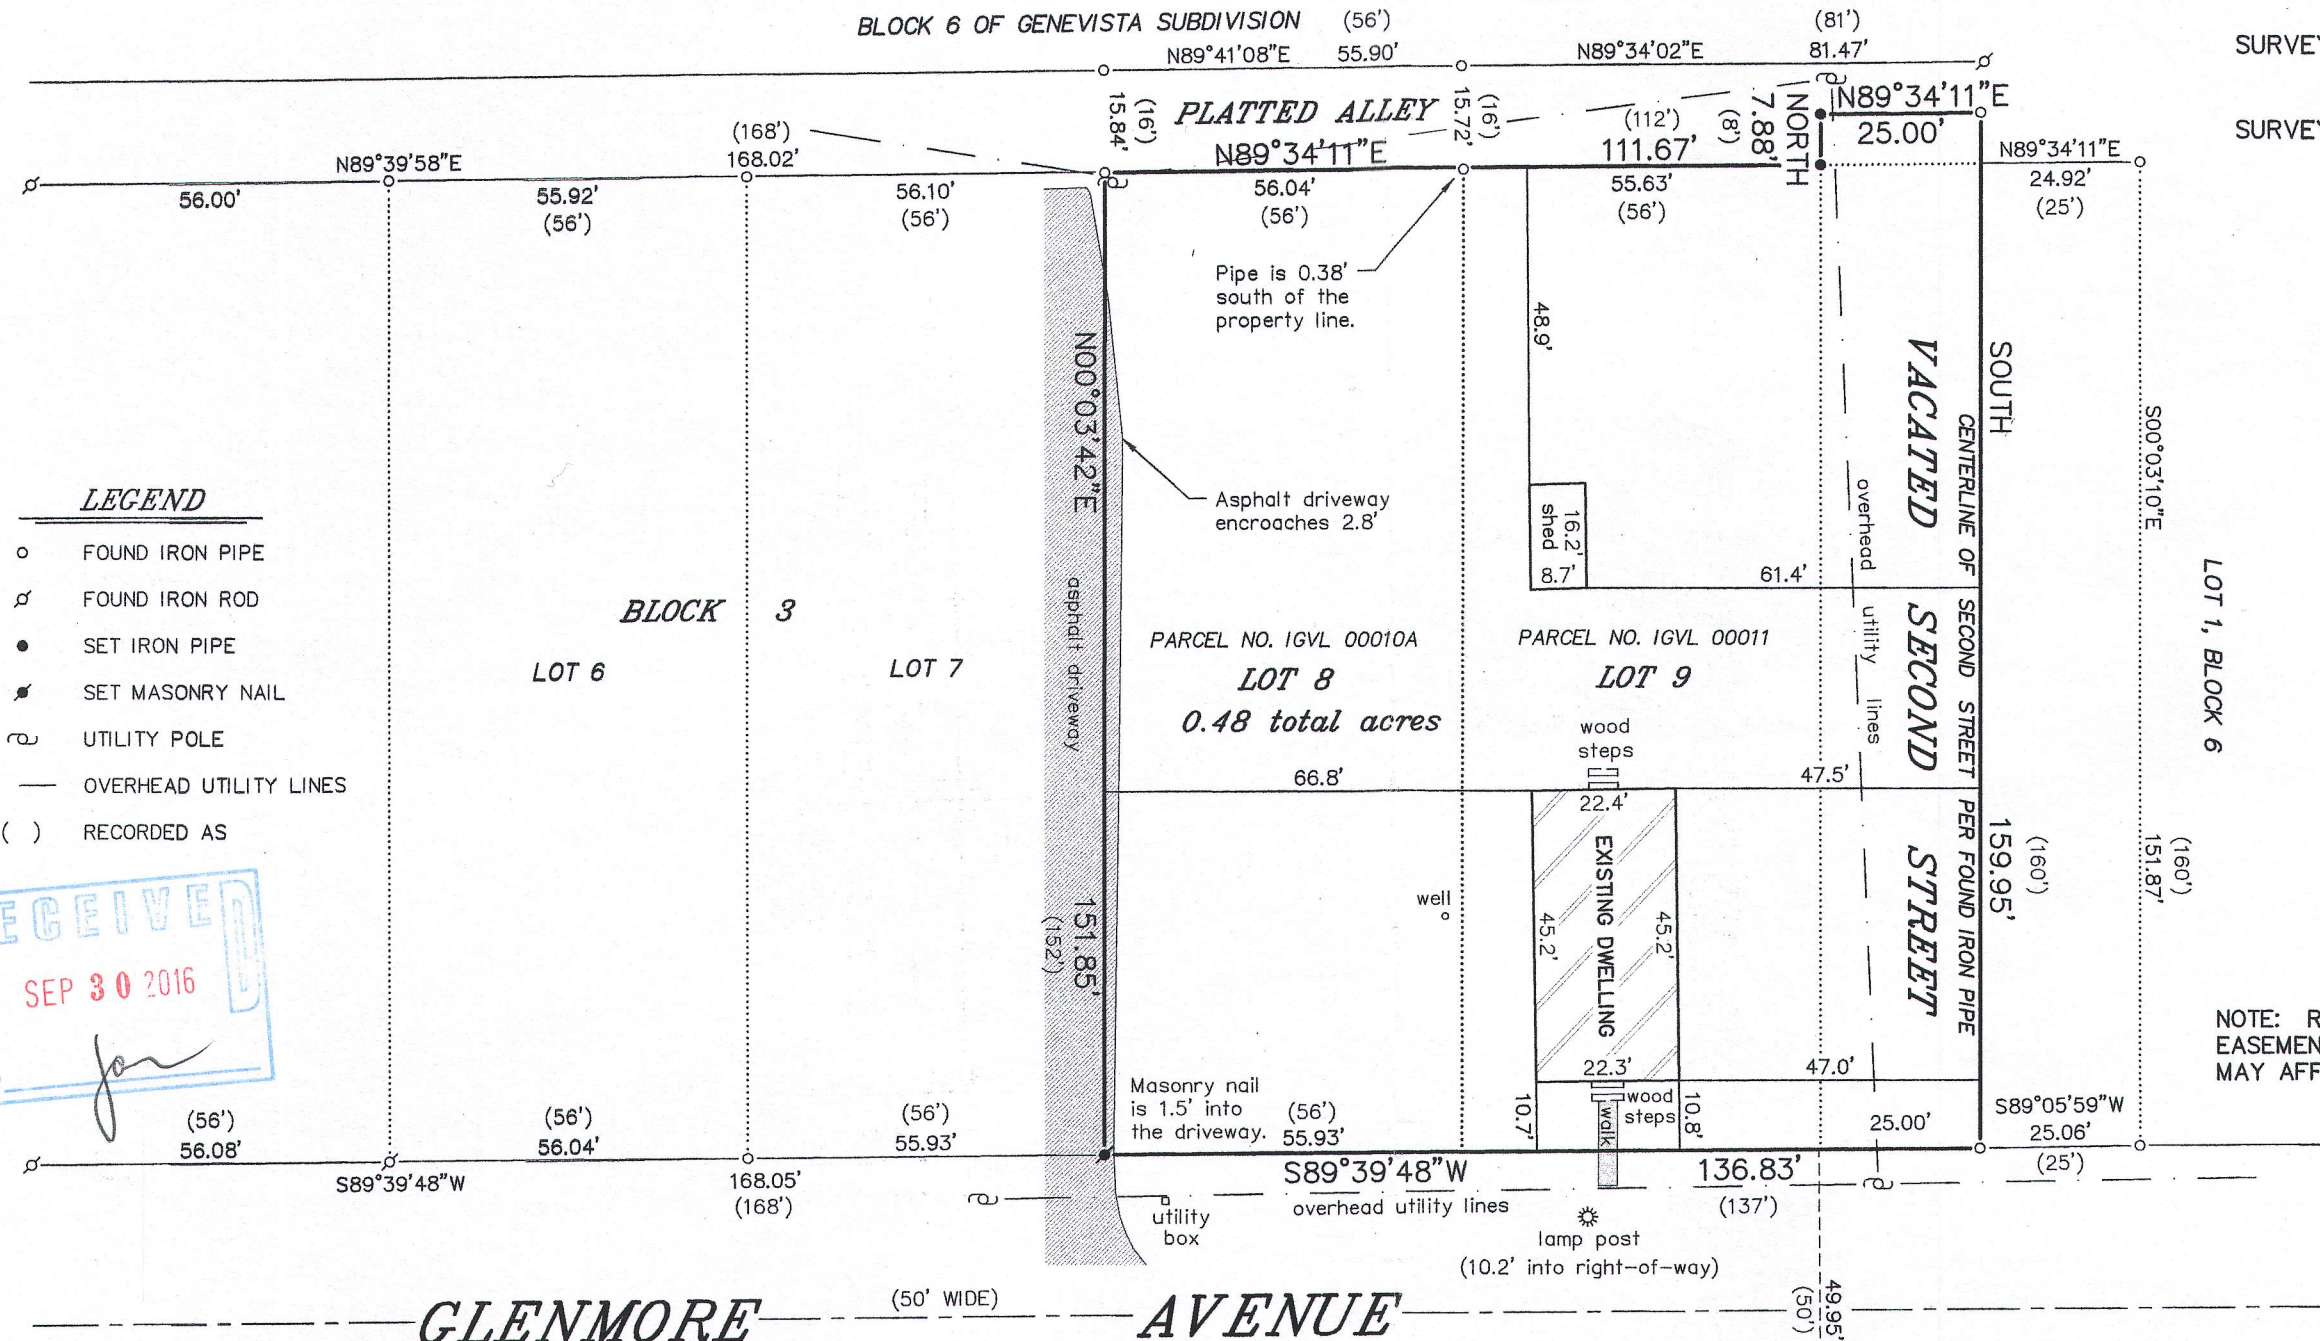 BLOCK 6 OF GENEVISTA SUBDIVISION
(56')
(81')
N89°41'08"E 55.90'
N89°34'02"E 81.47'
SURVEY
SURVEY
15.84'
(16')
PLATTED ALLEY
15.72'
(16')
(112')
7.88'
(8')
NORTH
N89°34'11"E
25.00'
(168')
N89°39'58"E
168.02'
N89°34'11"E
111.67'
N89°34'11"E
24.92'
(25')
56.00'
55.92'
(56')
56.10'
(56')
56.04'
(56')
55.63'
(56')
Pipe is 0.38'
south of the
property line.
48.9'
N00°03'42"E
VACATED SECOND STREET
SOUTH
CENTERLINE OF SECOND STREET PER FOUND IRON PIPE
S00°03'10"E
LEGEND
FOUND IRON PIPE
FOUND IRON ROD
SET IRON PIPE
SET MASONRY NAIL
UTILITY POLE
OVERHEAD UTILITY LINES
( ) RECORDED AS
Asphalt driveway
encroaches 2.8'
16.2'
shed
8.7'
61.4'
overhead utility lines
asphalt driveway
BLOCK 3
LOT 6
LOT 7
PARCEL NO. IGVL 00010A
LOT 8
0.48 total acres
PARCEL NO. IGVL 00011
LOT 9
LOT 1, BLOCK 6
wood
steps
66.8'
47.5'
22.4'
EXISTING DWELLING
45.2'
45.2'
well
159.95'
(160')
151.87'
(160')
151.85'
(152')
ECEIVED
SEP 30 2016
22.3'
47.0'
NOTE: R
EASEMEN
MAY AFF
Masonry nail
is 1.5' into
the driveway.
10.7'
walk
wood
steps
10.8'
25.00'
S89°05'59"W
25.06'
(25')
(56')
56.08'
(56')
56.04'
(56')
55.93'
(56')
55.93'
S89°39'48"W
168.05'
(168')
S89°39'48"W
136.83'
(137')
utility
box
overhead utility lines
lamp post
(10.2' into right-of-way)
49.95'
(50')
GLENMORE (50' WIDE) AVENUE